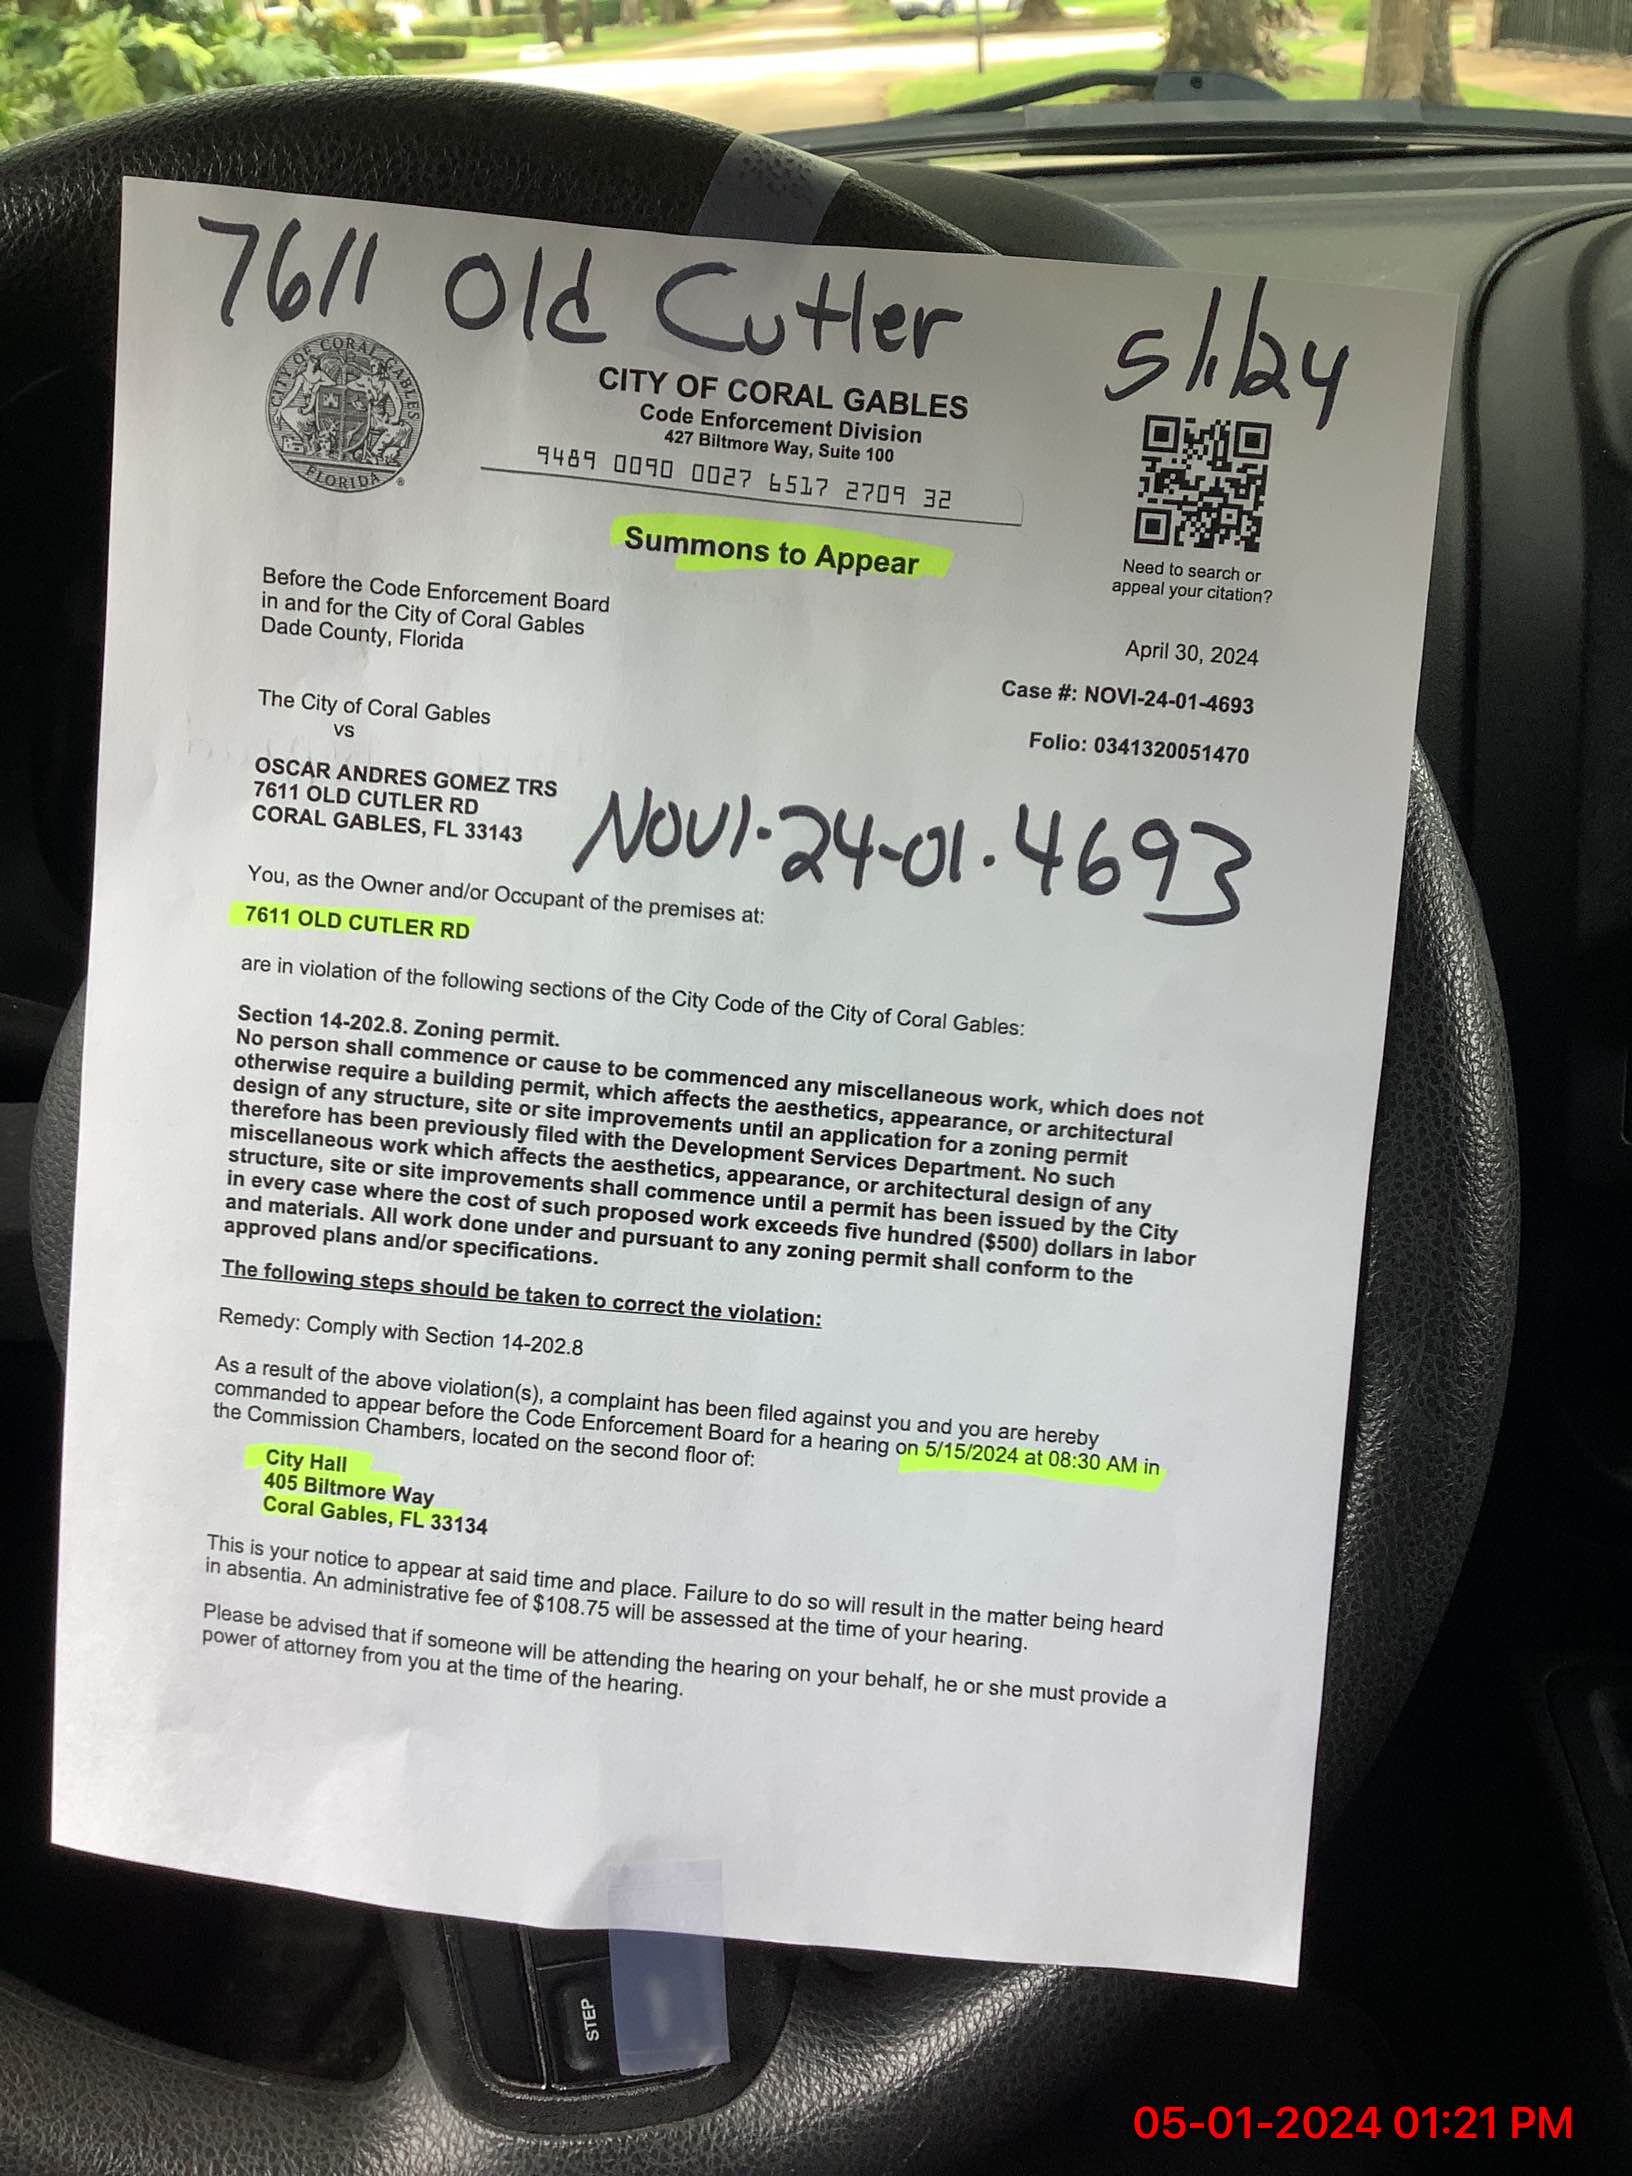 7611 Old Cutler 5/1/24
CITY OF CORAL GABLES
FLORIDA
CITY OF CORAL GABLES
Code Enforcement Division
427 Biltmore Way, Suite 100
9489 0090 0027 6517 2709 32
Summons to Appear
Need to search or
appeal your citation?
Before the Code Enforcement Board
in and for the City of Coral Gables
Dade County, Florida
April 30, 2024
Case #: NOVI-24-01-4693
The City of Coral Gables
vs
Folio: 0341320051470
OSCAR ANDRES GOMEZ TRS
7611 OLD CUTLER RD
CORAL GABLES, FL 33143
NOVI-24-01-4693
You, as the Owner and/or Occupant of the premises at:
7611 OLD CUTLER RD
are in violation of the following sections of the City Code of the City of Coral Gables:
Section 14-202.8. Zoning permit.
No person shall commence or cause to be commenced any miscellaneous work, which does not
otherwise require a building permit, which affects the aesthetics, appearance, or architectural
design of any structure, site or site improvements until an application for a zoning permit
therefore has been previously filed with the Development Services Department. No such
miscellaneous work which affects the aesthetics, appearance, or architectural design of any
structure, site or site improvements shall commence until a permit has been issued by the City
in every case where the cost of such proposed work exceeds five hundred ($500) dollars in labor
and materials. All work done under and pursuant to any zoning permit shall conform to the
approved plans and/or specifications.
The following steps should be taken to correct the violation:
Remedy: Comply with Section 14-202.8
As a result of the above violation(s), a complaint has been filed against you and you are hereby
commanded to appear before the Code Enforcement Board for a hearing on 5/15/2024 at 08:30 AM in
the Commission Chambers, located on the second floor of:
City Hall
405 Biltmore Way
Coral Gables, FL 33134
This is your notice to appear at said time and place. Failure to do so will result in the matter being heard
in absentia. An administrative fee of $108.75 will be assessed at the time of your hearing.
Please be advised that if someone will be attending the hearing on your behalf, he or she must provide a
power of attorney from you at the time of the hearing.
STEP
05-01-2024 01:21 PM